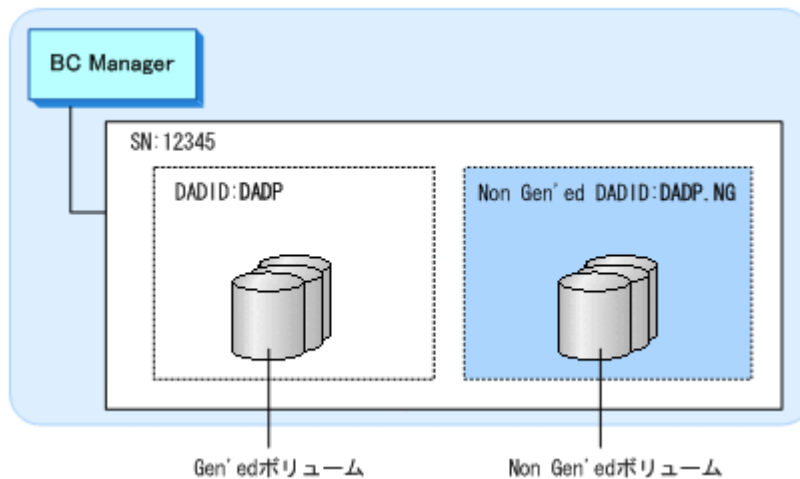 BC Manager
SN:12345
DADID:DADP
Non Gen'ed DADID:DADP.NG
Gen'edボリューム
Non Gen'edボリューム